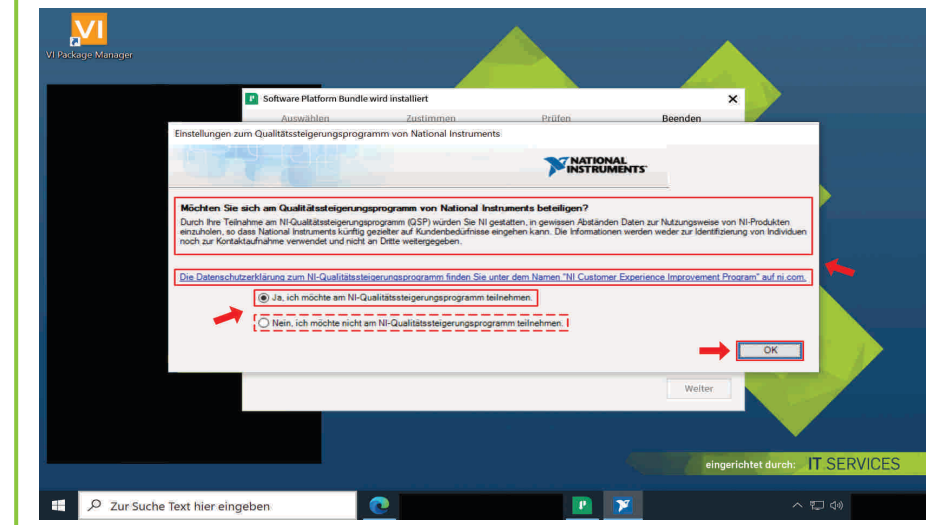 VI
VI Package Manager
Software Platform Bundle wird installiert
Auswählen Zustimmen Prüfen Beenden
Einstellungen zum Qualitätssteigerungsprogramm von National Instruments
NATIONAL
INSTRUMENTS
Möchten Sie sich am Qualitätssteigerungsprogramm von National Instruments beteiligen?
Durch Ihre Teilnahme am NI-Qualitätssteigerungsprogramm (QSP) würden Sie NI gestatten, in gewissen Abständen Daten zur Nutzungsweise von NI-Produkten
einzuholen, so dass National Instruments künftig gezielter auf Kundenbedürfnisse eingehen kann. Die Informationen werden weder zur Identifizierung von Individuen
noch zur Kontaktaufnahme verwendet und nicht an Dritte weitergegeben.
Die Datenschutzerklärung zum NI-Qualitätssteigerungsprogramm finden Sie unter dem Namen "NI Customer Experience Improvement Program" auf ni.com.
Ja, ich möchte am NI-Qualitätssteigerungsprogramm teilnehmen.
Nein, ich möchte nicht am NI-Qualitätssteigerungsprogramm teilnehmen.
OK
Weiter
eingerichtet durch: IT SERVICES
Zur Suche Text hier eingeben